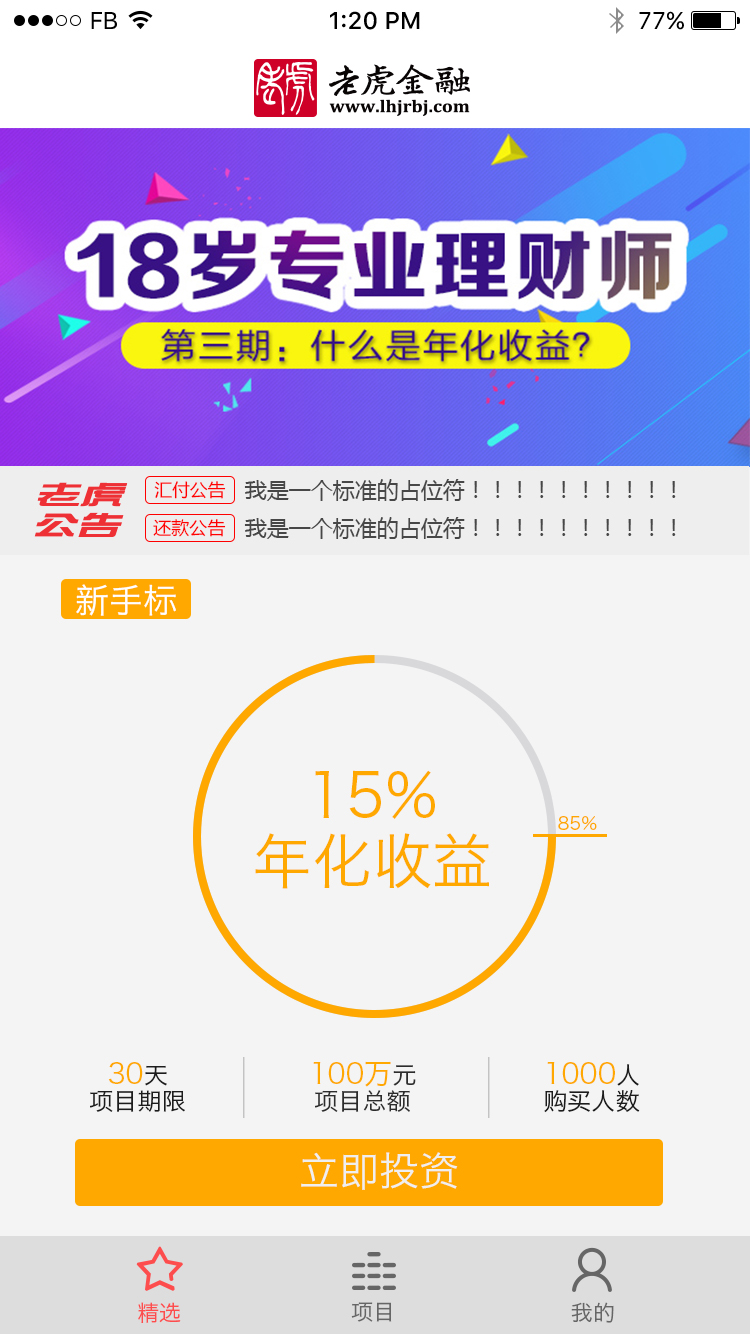 FB 1:20 PM 77%
老虎金融
www.lhjrbj.com
18岁专业理财师
第三期：什么是年化收益？
老虎公告
汇付公告 我是一个标准的占位符！！！！！！！！！！
还款公告 我是一个标准的占位符！！！！！！！！！！
新手标
15%
年化收益
85%
30天 100万元 1000人
项目期限 项目总额 购买人数
立即投资
精选 项目 我的